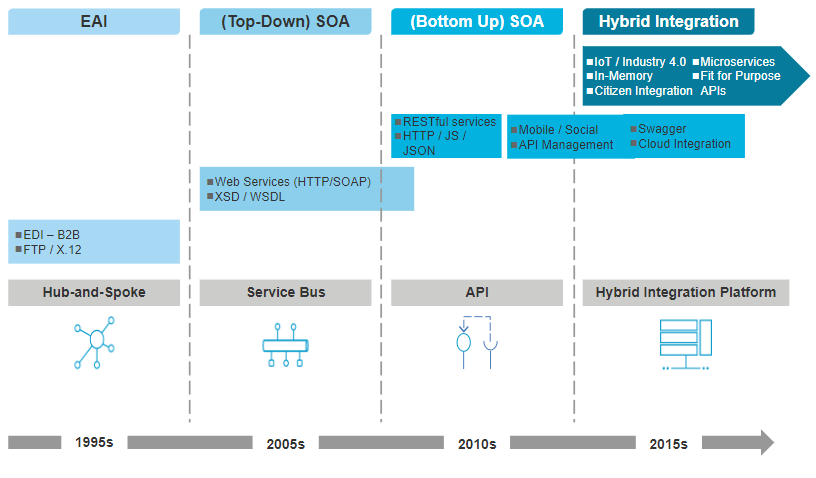 EAI
(Top-Down) SOA
(Bottom Up) SOA
Hybrid Integration
■IoT / Industry 4.0
■In-Memory
■Citizen Integration
■Microservices
■Fit for Purpose
APIs
■RESTful services
■HTTP / JS /
JSON
■Mobile / Social
■API Management
■Swagger
■Cloud Integration
■Web Services (HTTP/SOAP)
■XSD / WSDL
■EDI – B2B
■FTP / X.12
Hub-and-Spoke
Service Bus
API
Hybrid Integration Platform
1995s
2005s
2010s
2015s